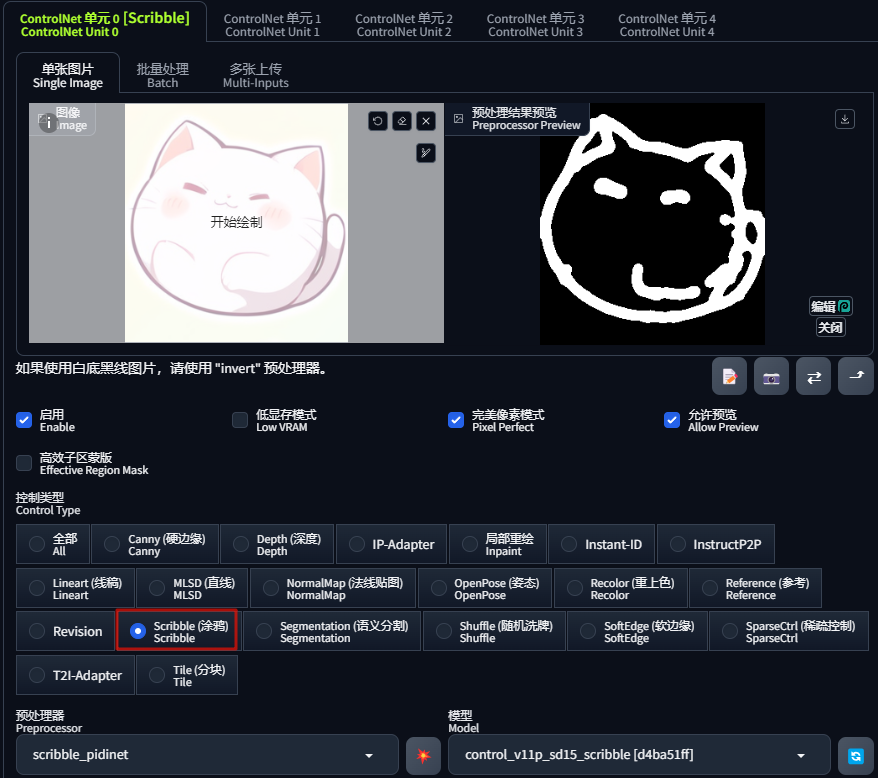 ControlNet 单元 0 [Scribble]
ControlNet Unit 0
ControlNet 单元 1
ControlNet Unit 1
ControlNet 单元 2
ControlNet Unit 2
ControlNet 单元 3
ControlNet Unit 3
ControlNet 单元 4
ControlNet Unit 4
单张图片
Single Image
批量处理
Batch
多张上传
Multi-Inputs
图像
Image
开始绘制
预处理结果预览
Preprocessor Preview
编辑
关闭
如果使用白底黑线图片，请使用 "invert" 预处理器。
启用
Enable
低显存模式
Low VRAM
完美像素模式
Pixel Perfect
允许预览
Allow Preview
高效子区蒙版
Effective Region Mask
控制类型
Control Type
全部
All
Canny (硬边缘)
Canny
Depth (深度)
Depth
IP-Adapter
局部重绘
Inpaint
Instant-ID
InstructP2P
Lineart (线稿)
Lineart
MLSD (直线)
MLSD
NormalMap (法线贴图)
NormalMap
OpenPose (姿态)
OpenPose
Recolor (重上色)
Recolor
Reference (参考)
Reference
Revision
Scribble (涂鸦)
Scribble
Segmentation (语义分割)
Segmentation
Shuffle (随机洗牌)
Shuffle
SoftEdge (软边缘)
SoftEdge
SparseCtrl (稀疏控制)
SparseCtrl
T2I-Adapter
Tile (分块)
Tile
预处理器
Preprocessor
scribble_pidinet
模型
Model
control_v11p_sd15_scribble [d4ba51ff]